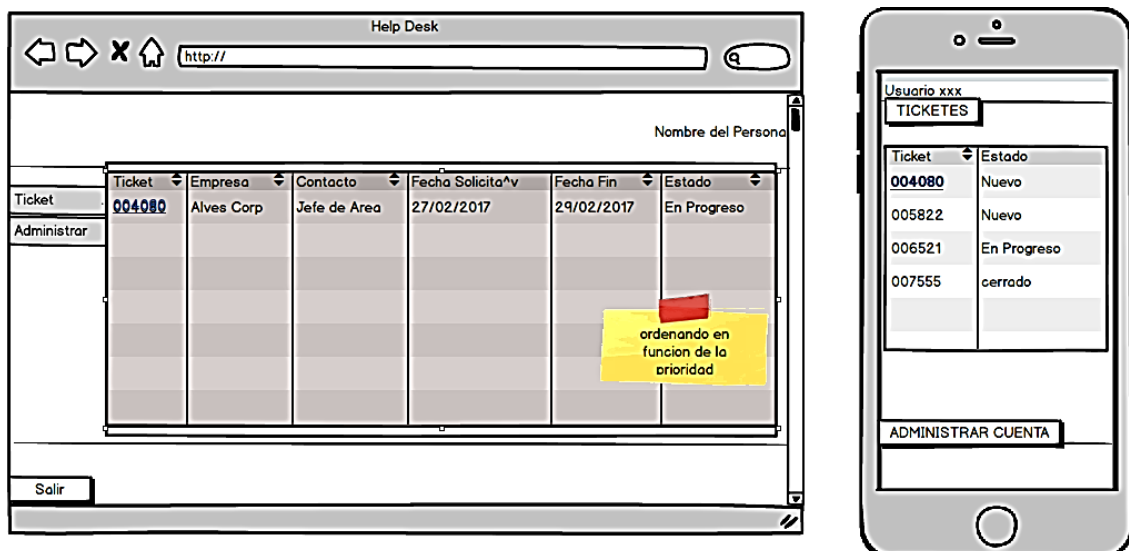 Help Desk
http://
Nombre del Persona
Ticket
Administrar
Ticket Empresa Contacto Fecha Solicita^v Fecha Fin Estado
004080 Alves Corp Jefe de Area 27/02/2017 29/02/2017 En Progreso
ordenando en
funcion de la
prioridad
Salir
Usuario xxx
TICKETES
Ticket Estado
004080 Nuevo
005822 Nuevo
006521 En Progreso
007555 cerrado
ADMINISTRAR CUENTA